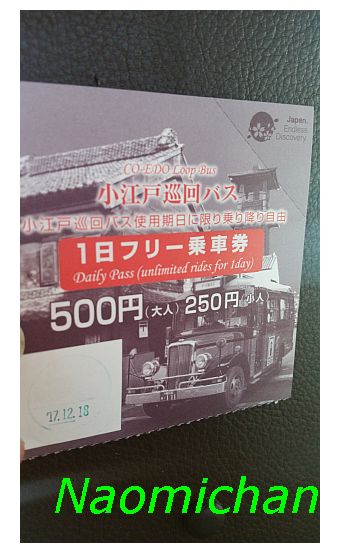 Japan.
Endless
Discovery.
CO-EDO Loop Bus
小江戸巡回バス
小江戸巡回バス使用期日に限り乗り降り自由
1日フリー乗車券
Daily Pass (unlimited rides for 1day)
500円(大人) 250円(小人)
'17.12.18
Naomichan